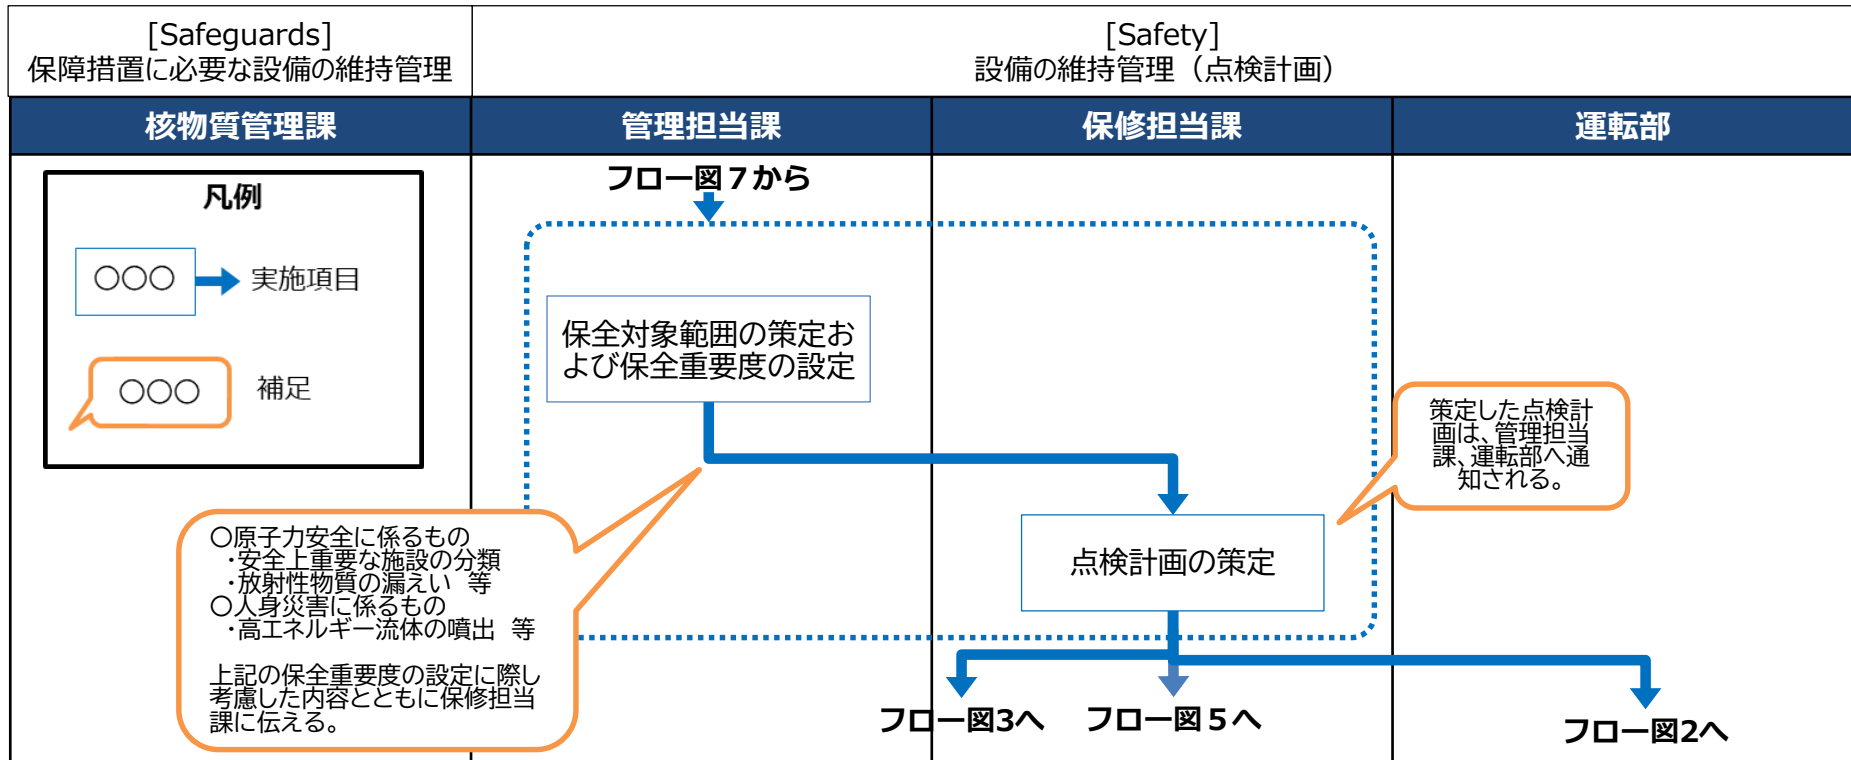 [Safeguards]
保障措置に必要な設備の維持管理
[Safety]
設備の維持管理（点検計画）
核物質管理課
管理担当課
保修担当課
運転部
凡例
〇〇〇
実施項目
〇〇〇
補足
フロー図７から
保全対象範囲の策定お
よび保全重要度の設定
策定した点検計
画は、管理担当
課、運転部へ通
知される。
〇原子力安全に係るもの
・安全上重要な施設の分類
・放射性物質の漏えい　等
〇人身災害に係るもの
・高エネルギー流体の噴出　等
上記の保全重要度の設定に際し
考慮した内容とともに保修担当
課に伝える。
点検計画の策定
フロー図3へ
フロー図５へ
フロー図2へ